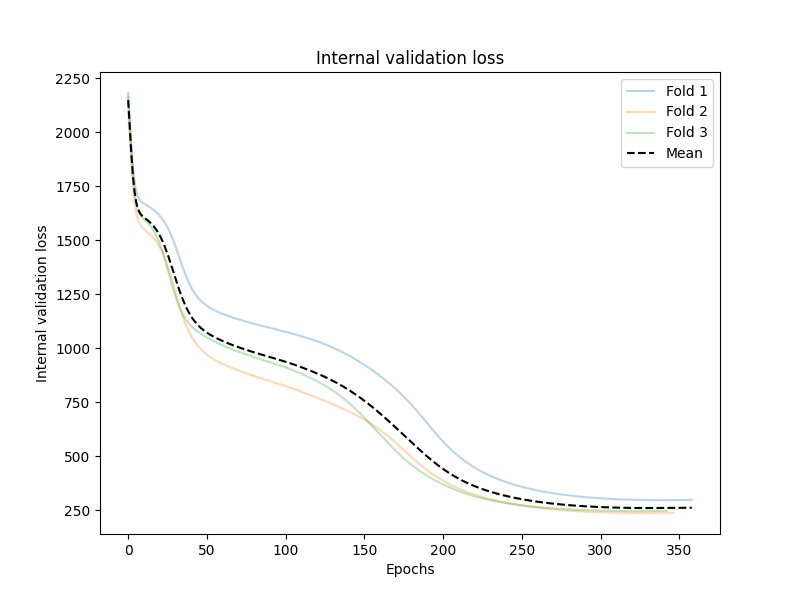 Internal validation loss
2250
2000
1750
1500
1250
1000
750
500
250
Internal validation loss
Fold 1
Fold 2
Fold 3
Mean
0 50 100 150 200 250 300 350
Epochs